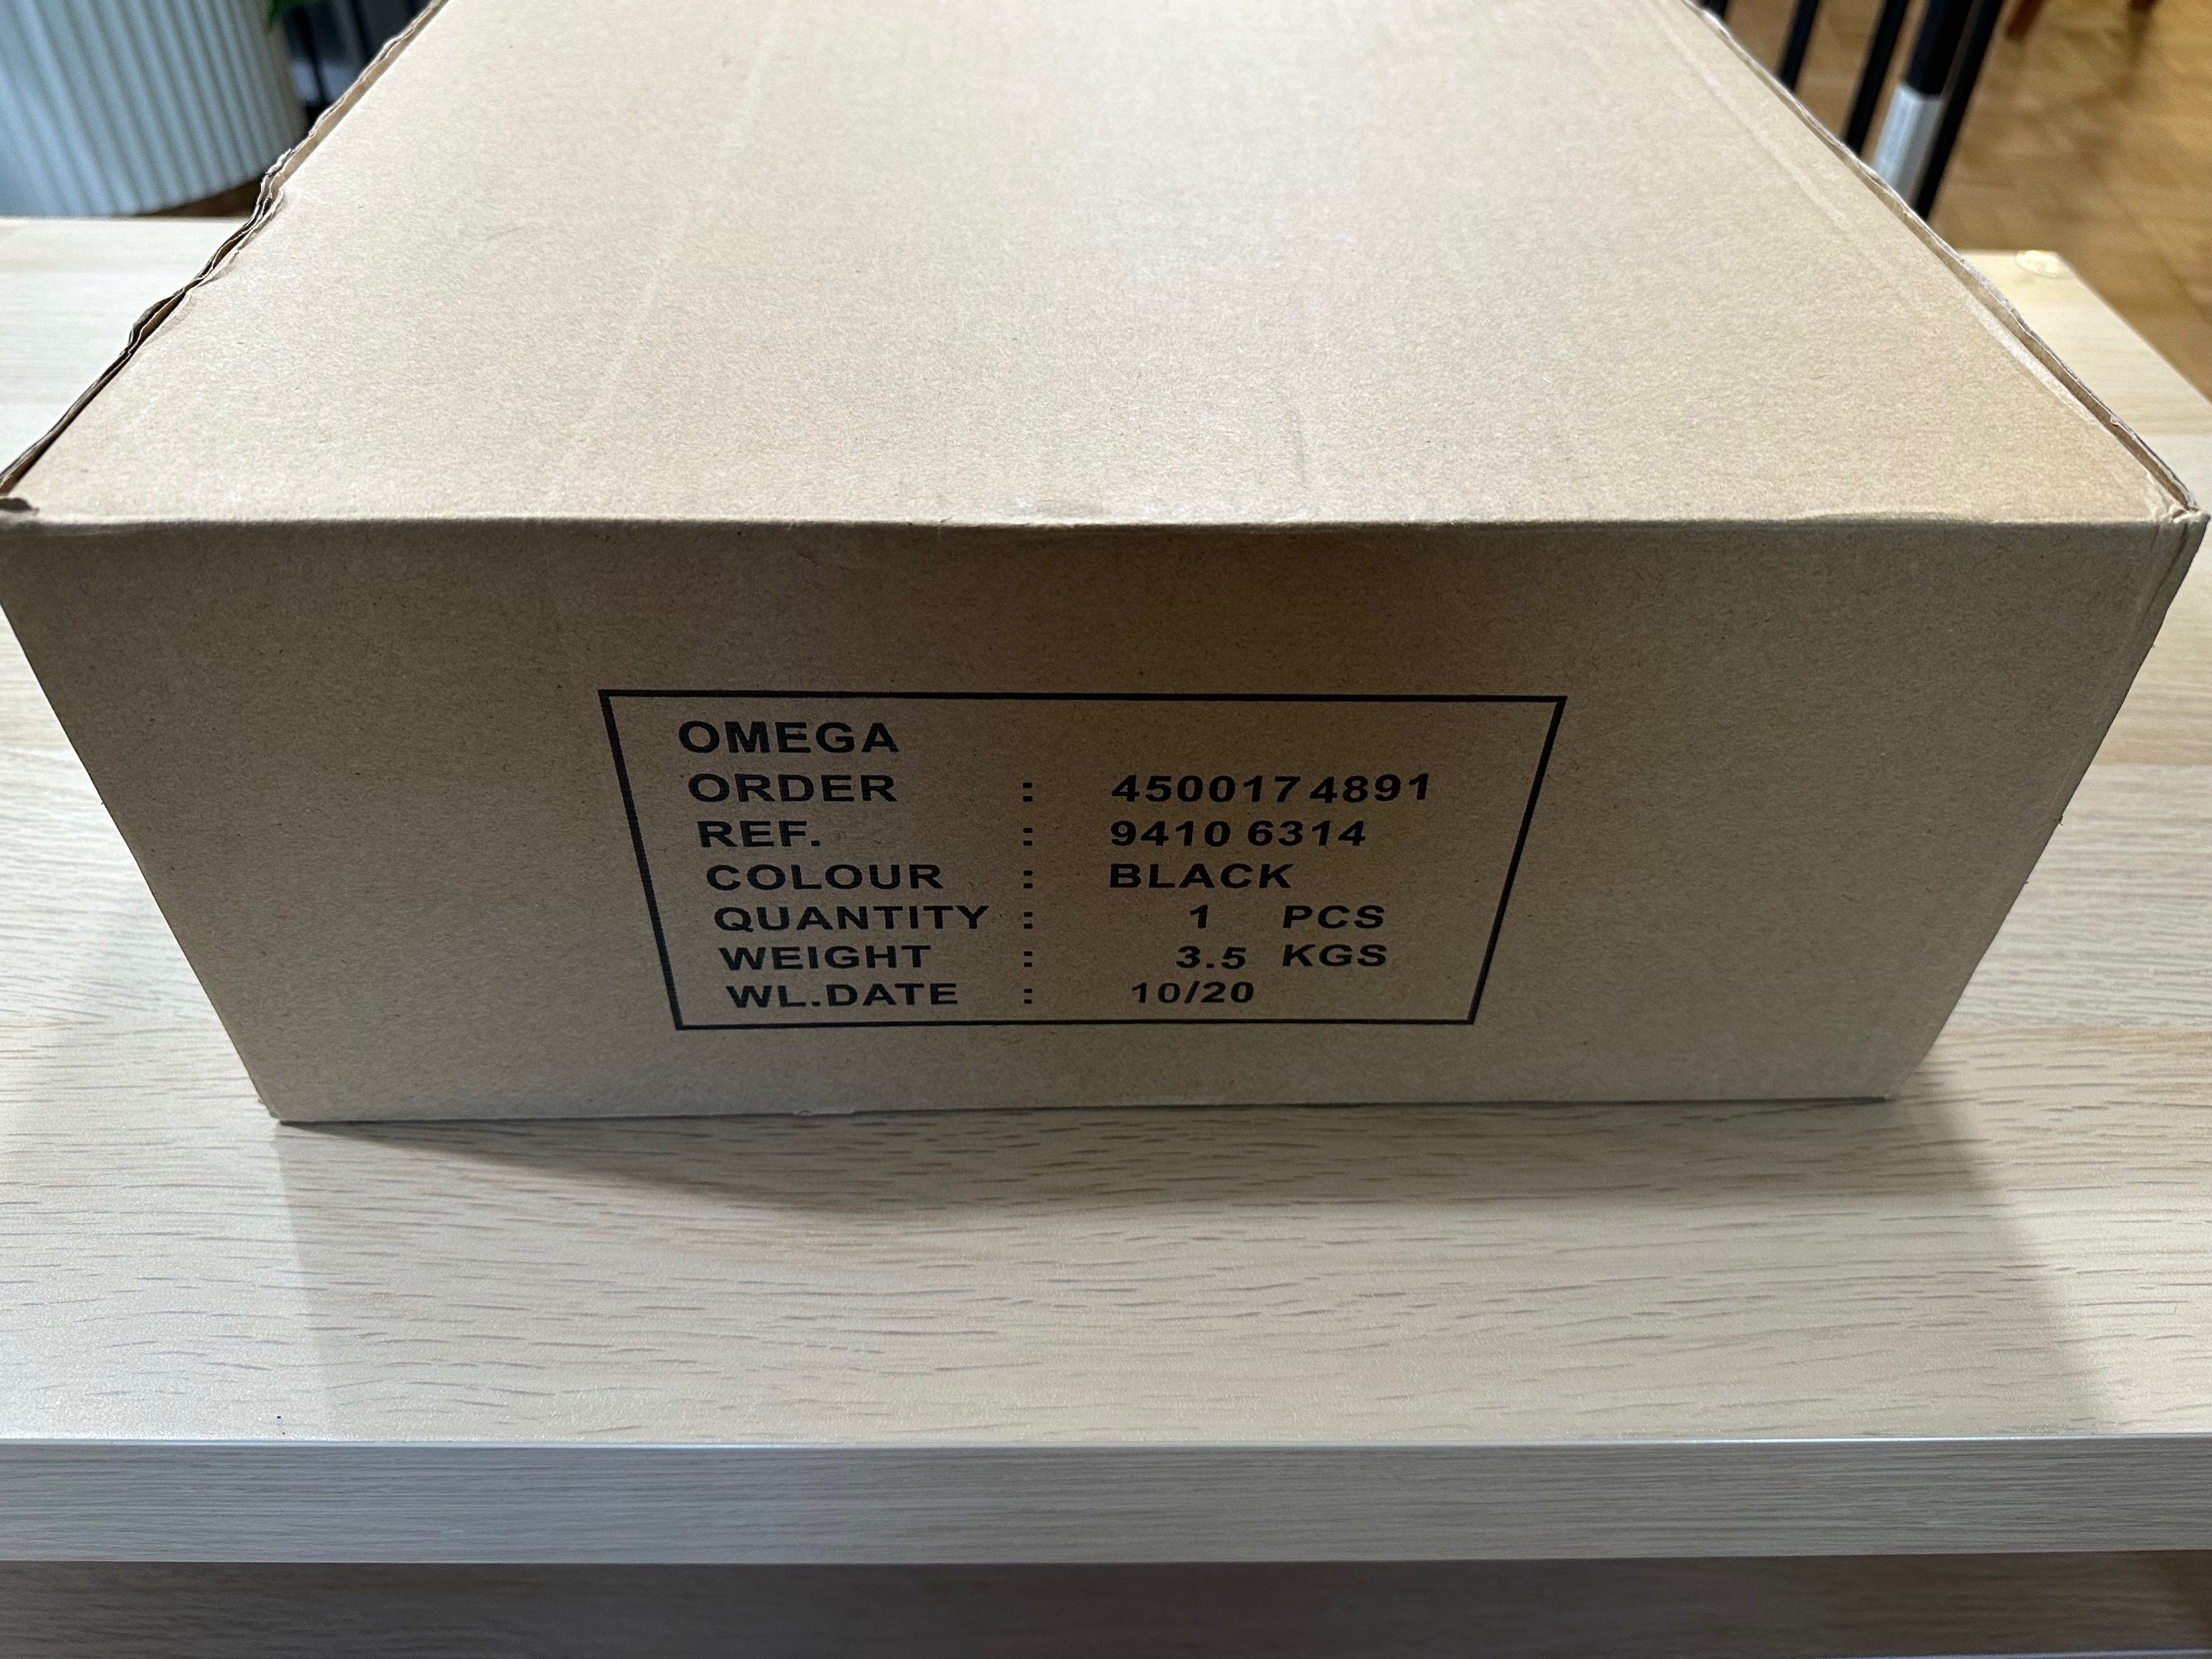 OMEGA
ORDER : 4500174891
REF. : 9410 6314
COLOUR : BLACK
QUANTITY : 1 PCS
WEIGHT : 3.5 KGS
WL.DATE : 10/20